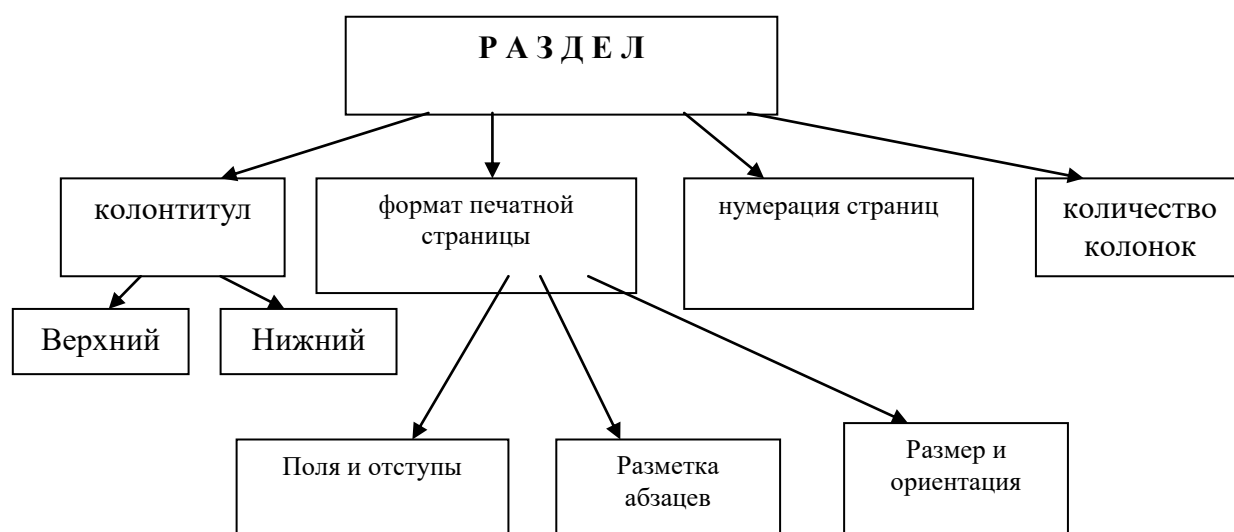 Р А З Д Е Л
колонтитул
формат печатной
страницы
нумерация страниц
количество
колонок
Верхний
Нижний
Поля и отступы
Разметка
абзацев
Размер и
ориентация